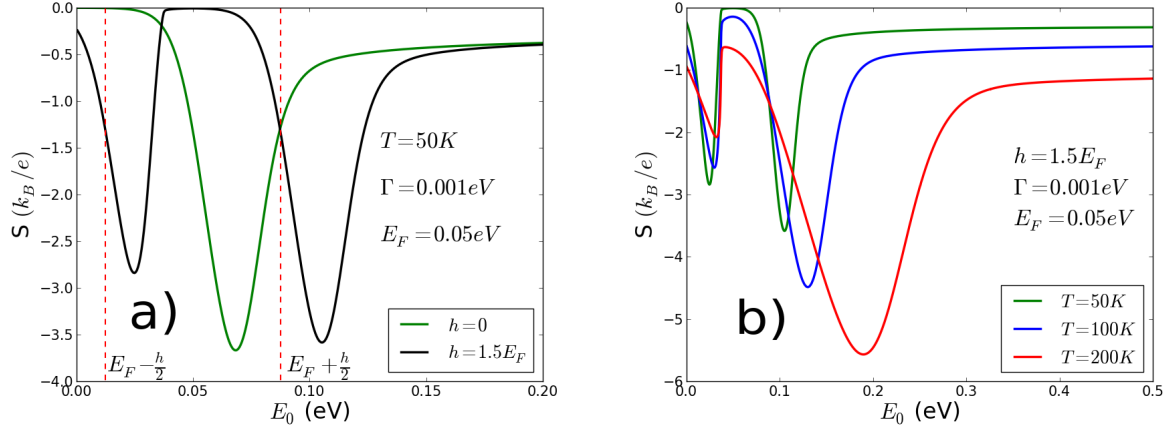 0.0
−0.5
−1.0
−1.5
−2.0
−2.5
−3.0
−3.5
−4.0
S (k_B/e)
0.00
0.05
0.10
0.15
0.20
E_0 (eV)
T=50K
Γ=0.001eV
E_F=0.05eV
a)
h=0
h=1.5E_F
E_F−h/2
E_F+h/2
0
−1
−2
−3
−4
−5
−6
S (k_B/e)
0.0
0.1
0.2
0.3
0.4
0.5
E_0 (eV)
h=1.5E_F
Γ=0.001eV
E_F=0.05eV
b)
T=50K
T=100K
T=200K